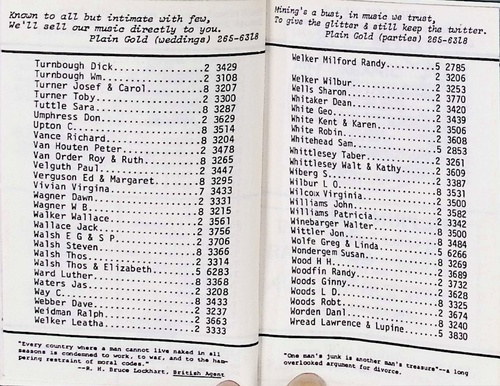 Known to all but intimate with few,
We'll sell our music directly to you.
Plain Gold (weddings) 265-6318
Turnbough Dick..................2 3429
Turnbough Wm....................2 3108
Turner Josef & Carol............8 3207
Turner Toby.....................2 3300
Tuttle Sara.....................8 3287
Umphress Don....................2 3629
Upton C.........................8 3514
Vance Richard...................8 3204
Van Houten Peter................2 3478
Van Order Roy & Ruth............8 3265
Velguth Paul....................2 3447
Verguson Ed & Margaret..........8 3295
Vivian Virgina..................7 3433
Wagner Dawn.....................2 3331
Wagner W B......................8 3215
Walker Wallace..................2 3561
Wallace Jack....................2 3756
Walsh E G & S P.................2 3706
Walsh Steven....................8 3366
Walsh Thos......................2 3314
Walsh Thos & Elizabeth..........5 6283
Ward Luther.....................8 3368
Waters Jas......................2 3208
Way C...........................8 3433
Webber Dave.....................2 3237
Weidman Ralph...................2 3663
Welker Leatha...................2 3333
"Every country where a man cannot live naked in all
seasons is condemned to work, to war, and to the ham-
pering restraint of moral codes."
--R. H. Bruce Lockhart, British Agent
Mining's a bust, in music we trust,
To give the glitter & still keep the twitter.
Plain Gold (parties) 265-6318
Welker Milford Randy............5 2785
2 3206
Welker Wilbur...................2 3253
Wells Sharon....................2 3770
Whitaker Dean...................2 3420
White Geo.......................2 3439
White Kent & Karen..............2 3506
White Robin.....................2 3608
Whitehead Sam...................5 2853
Whittlesey Taber................2 3261
Whittlesey Walt & Kathy.........2 3609
Wiberg S........................2 3387
Wilbur L O......................8 3531
Wilcox Virginia.................2 3500
Williams John...................2 3582
Williams Patricia...............2 3342
Winebarger Walter...............8 3500
Wittler Jon.....................8 3484
Wolfe Greg & Linda..............5 6266
Wondergem Susan.................2 3269
Wood H H........................2 3689
Woodfin Randy...................2 3732
Woods Ginny.....................2 3628
Woods L D.......................8 3325
Woods Robt......................2 3674
Worden Danl.....................8 3240
Wread Lawrence & Lupine.........5 3830
"One man's junk is another man's treasure"--a long
overlooked argument for divorce.